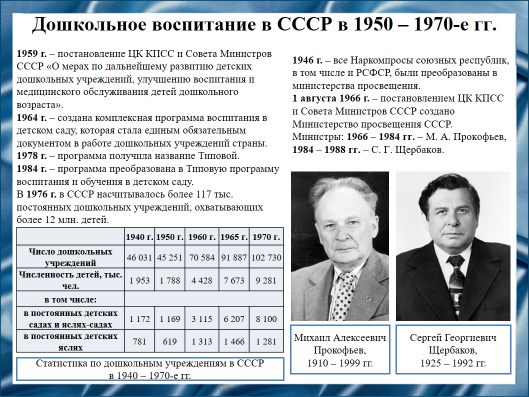 Дошкольное воспитание в СССР в 1950 – 1970-е гг.
1959 г. – постановление ЦК КПСС и Совета Министров
СССР «О мерах по дальнейшему развитию детских
дошкольных учреждений, улучшению воспитания и
медицинского обслуживания детей дошкольного
возраста».
1964 г. – создана комплексная программа воспитания в
детском саду, которая стала единым обязательным
документом в работе дошкольных учреждений страны.
1978 г. – программа получила название Типовой.
1984 г. – программа преобразована в Типовую программу
воспитания и обучения в детском саду.
В 1976 г. в СССР насчитывалось более 117 тыс.
постоянных дошкольных учреждений, охватывающих
более 12 млн. детей.
1940 г. 1950 г. 1960 г. 1965 г. 1970 г.
Число дошкольных
учреждений 46 031 45 251 70 584 91 887 102 730
Численность детей, тыс.
чел. 1 953 1 788 4 428 7 673 9 281
в том числе:
в постоянных детских
садах и яслях-садах 1 172 1 169 3 115 6 207 8 100
в постоянных детских
яслях 781 619 1 313 1 466 1 281
Статистика по дошкольным учреждениям в СССР
в 1940 – 1970-е гг.
1946 г. – все Наркомпросы союзных республик,
в том числе и РСФСР, были преобразованы в
министерства просвещения.
1 августа 1966 г. – постановлением ЦК КПСС
и Совета Министров СССР создано
Министерство просвещения СССР.
Министры: 1966 – 1984 гг. – М. А. Прокофьев,
1984 – 1988 гг. – С. Г. Щербаков.
Михаил Алексеевич
Прокофьев,
1910 – 1999 гг.
Сергей Георгиевич
Щербаков,
1925 – 1992 гг.